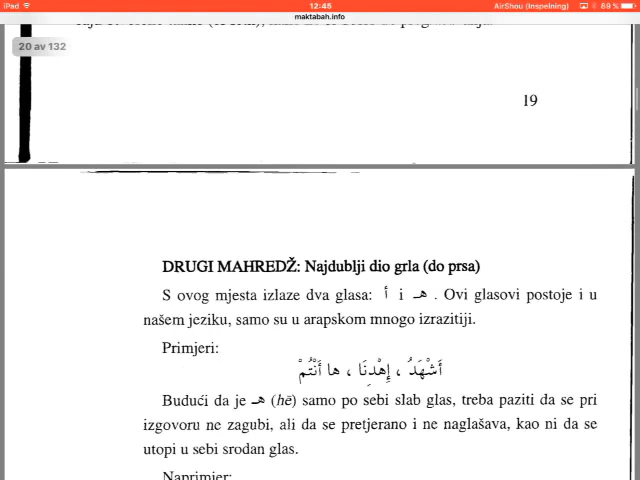 iPad 12:45 AirShou (Inspelning) 89 %
maktabah.info
20 av 132
19
DRUGI MAHREDŽ: Najdublji dio grla (do prsa)
S ovog mjesta izlaze dva glasa: أ i هـ . Ovi glasovi postoje i u
našem jeziku, samo su u arapskom mnogo izrazitiji.
Primjeri:
أَشْهَدُ ، إِهْدِنَا ، ها أَنْتُمْ
Budući da je هـ (hē) samo po sebi slab glas, treba paziti da se pri
izgovoru ne zagubi, ali da se pretjerano i ne naglašava, kao ni da se
utopi u sebi srodan glas.
Naprimjer: